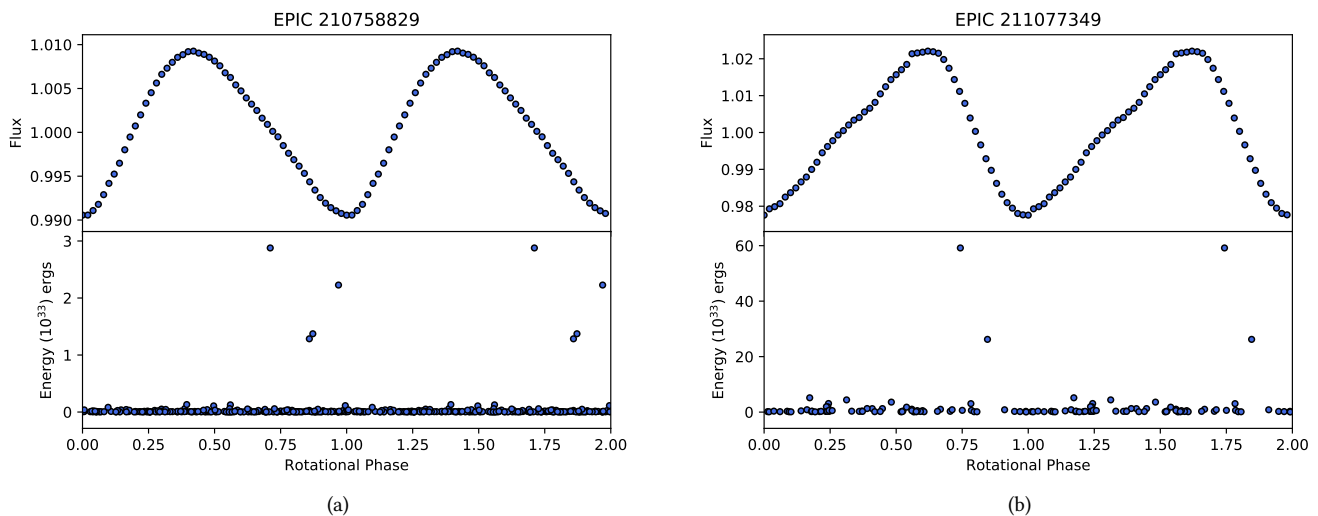 EPIC 210758829
1.010
1.005
1.000
0.995
0.990
Flux
3
2
1
0
Energy (10³³) ergs
0.00 0.25 0.50 0.75 1.00 1.25 1.50 1.75 2.00
Rotational Phase
(a)
EPIC 211077349
1.02
1.01
1.00
0.99
0.98
Flux
60
40
20
0
Energy (10³³) ergs
0.00 0.25 0.50 0.75 1.00 1.25 1.50 1.75 2.00
Rotational Phase
(b)